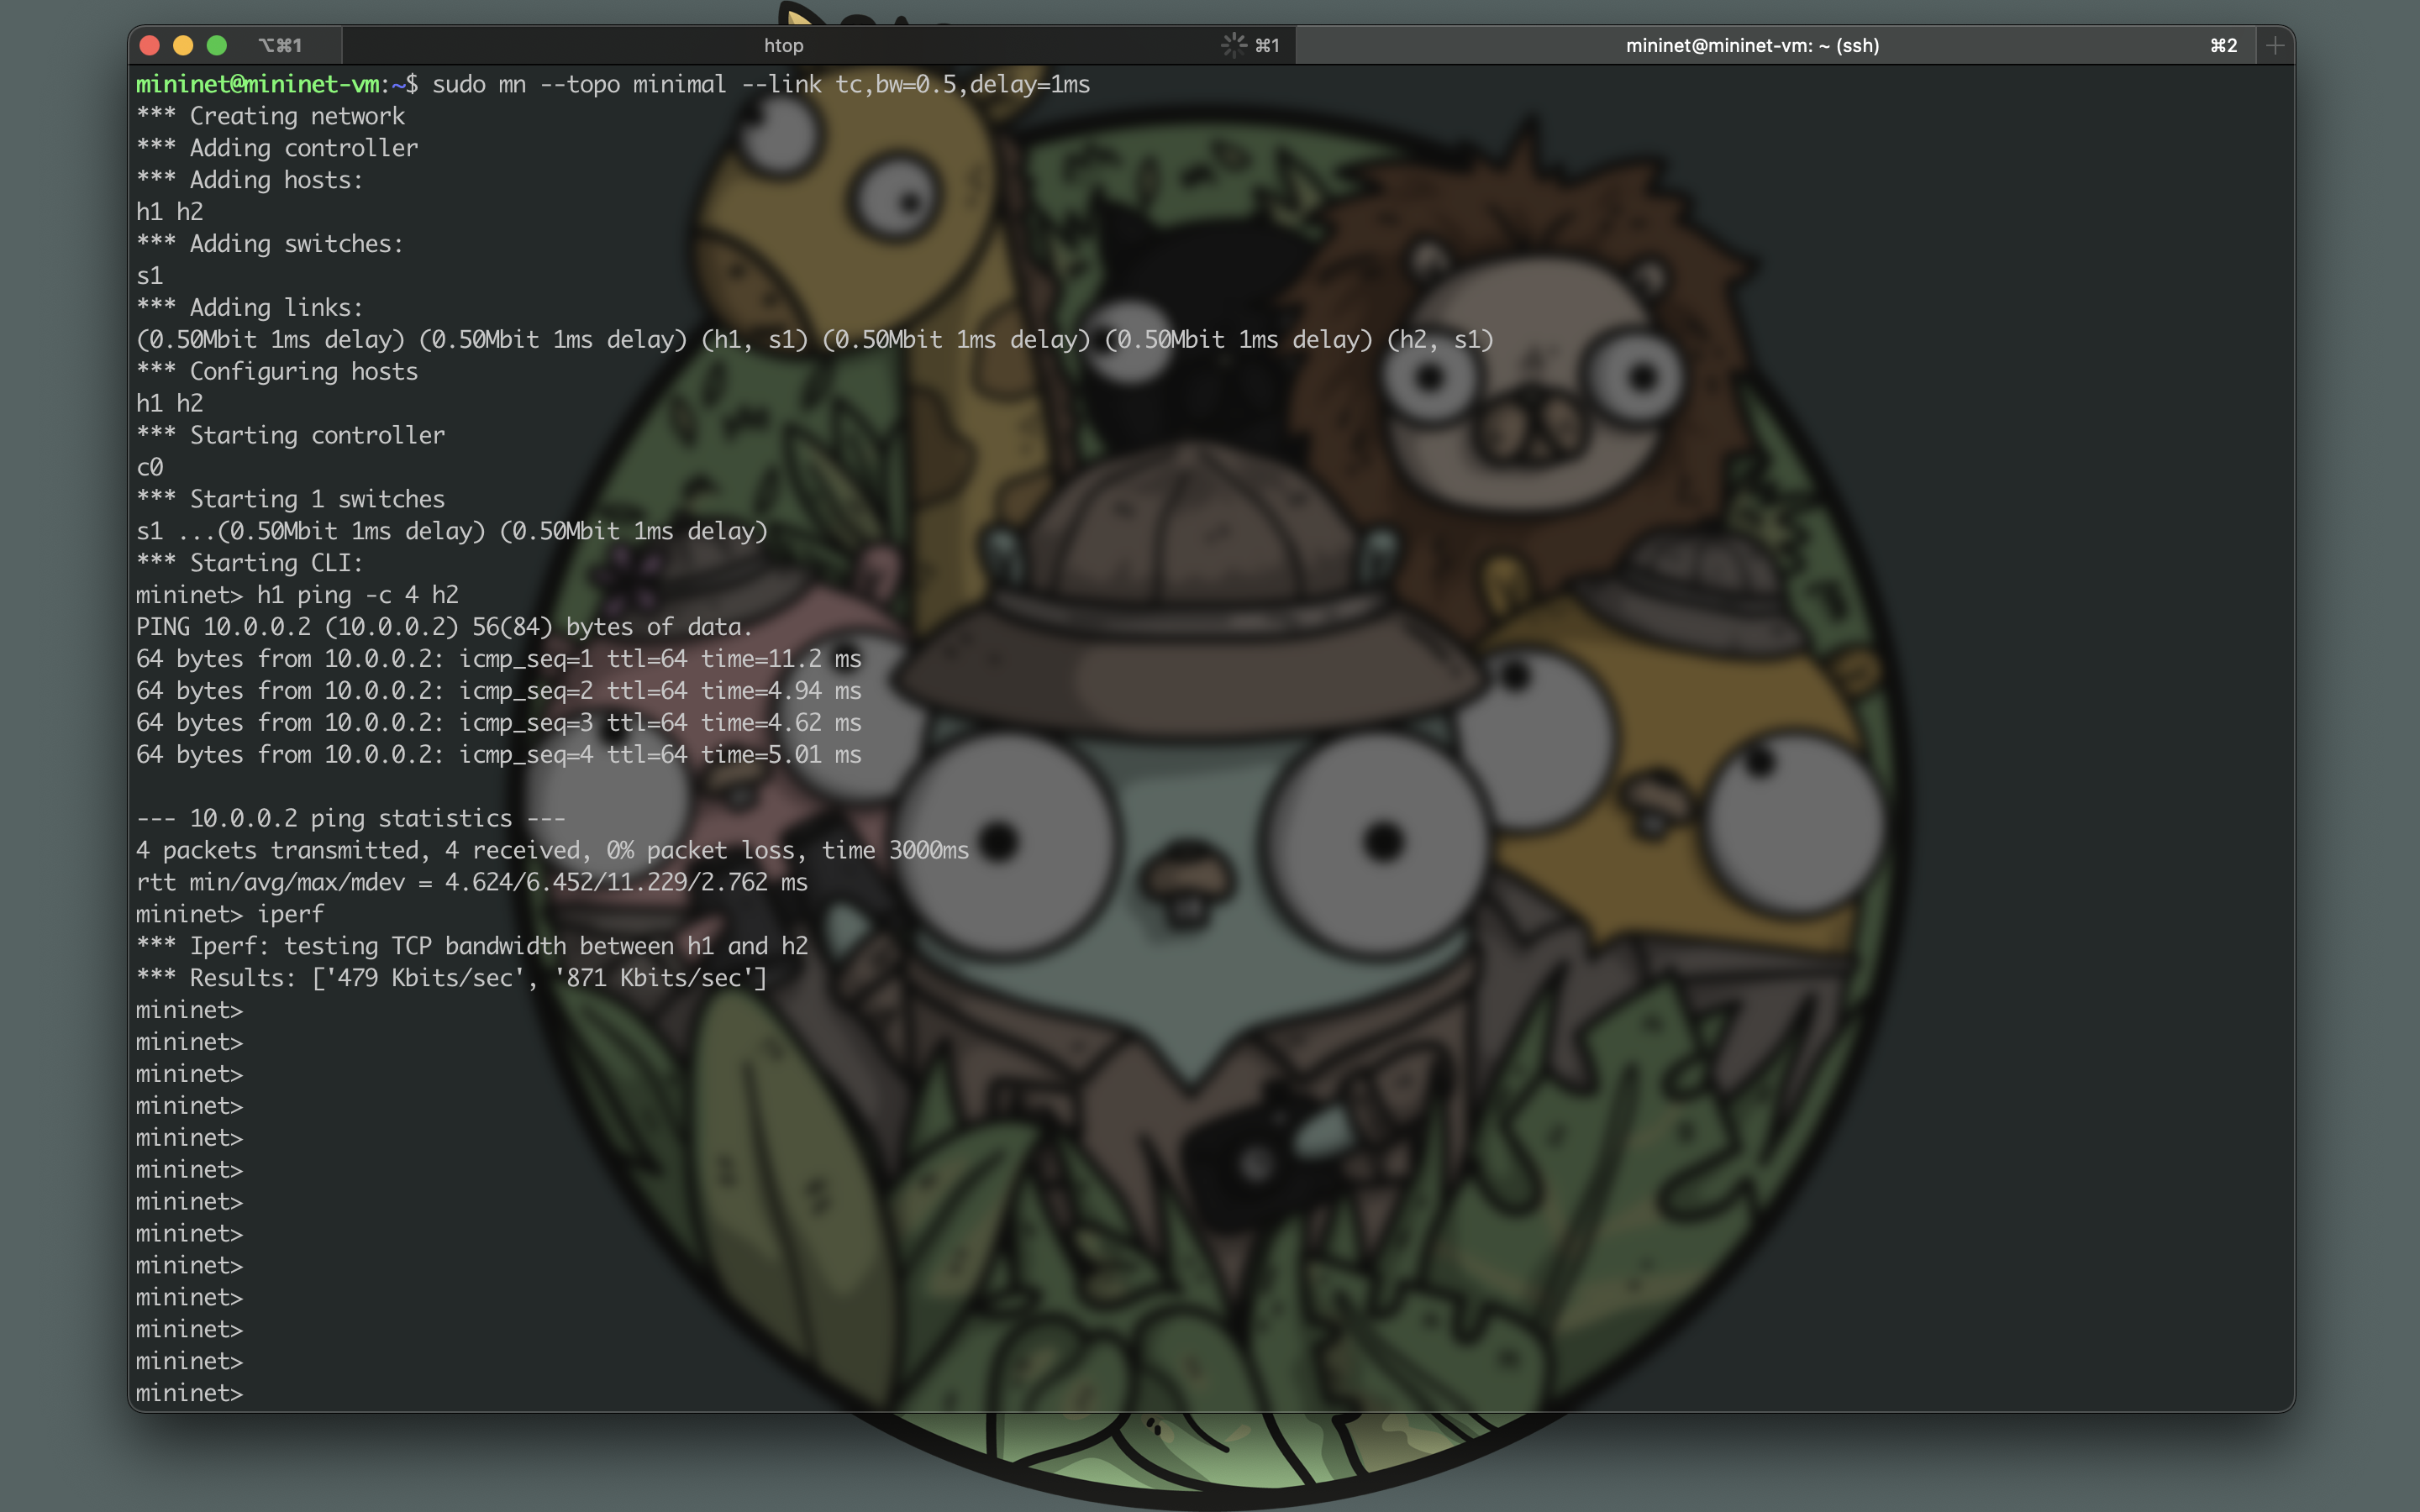 ⌥⌘1 htop ⌘1 mininet@mininet-vm: ~ (ssh) ⌘2
mininet@mininet-vm:~$ sudo mn --topo minimal --link tc,bw=0.5,delay=1ms
*** Creating network
*** Adding controller
*** Adding hosts:
h1 h2
*** Adding switches:
s1
*** Adding links:
(0.50Mbit 1ms delay) (0.50Mbit 1ms delay) (h1, s1) (0.50Mbit 1ms delay) (0.50Mbit 1ms delay) (h2, s1)
*** Configuring hosts
h1 h2
*** Starting controller
c0
*** Starting 1 switches
s1 ...(0.50Mbit 1ms delay) (0.50Mbit 1ms delay)
*** Starting CLI:
mininet> h1 ping -c 4 h2
PING 10.0.0.2 (10.0.0.2) 56(84) bytes of data.
64 bytes from 10.0.0.2: icmp_seq=1 ttl=64 time=11.2 ms
64 bytes from 10.0.0.2: icmp_seq=2 ttl=64 time=4.94 ms
64 bytes from 10.0.0.2: icmp_seq=3 ttl=64 time=4.62 ms
64 bytes from 10.0.0.2: icmp_seq=4 ttl=64 time=5.01 ms

--- 10.0.0.2 ping statistics ---
4 packets transmitted, 4 received, 0% packet loss, time 3000ms
rtt min/avg/max/mdev = 4.624/6.452/11.229/2.762 ms
mininet> iperf
*** Iperf: testing TCP bandwidth between h1 and h2
*** Results: ['479 Kbits/sec', '871 Kbits/sec']
mininet>
mininet>
mininet>
mininet>
mininet>
mininet>
mininet>
mininet>
mininet>
mininet>
mininet>
mininet>
mininet>